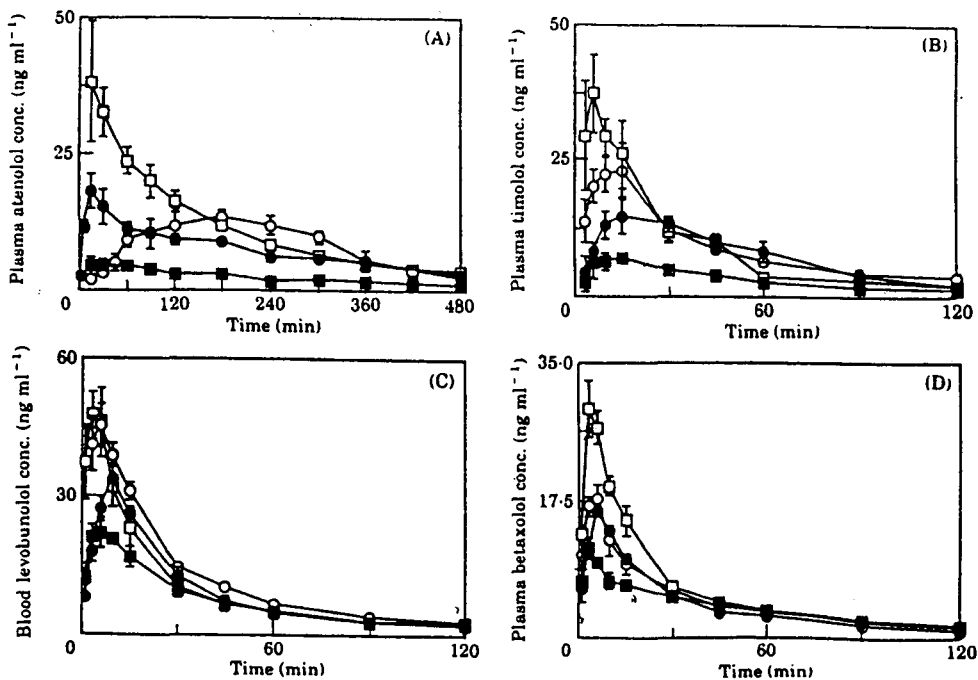 (A)
Plasma atenolol conc. (ng ml⁻¹)
50
25
0 120 240 360 480
Time (min)
(B)
Plasma timolol conc. (ng ml⁻¹)
50
25
0 60 120
Time (min)
(C)
Blood levobunolol conc. (ng ml⁻¹)
60
30
0 60 120
Time (min)
(D)
Plasma betaxolol conc. (ng ml⁻¹)
35·0
17·5
0 60 120
Time (min)